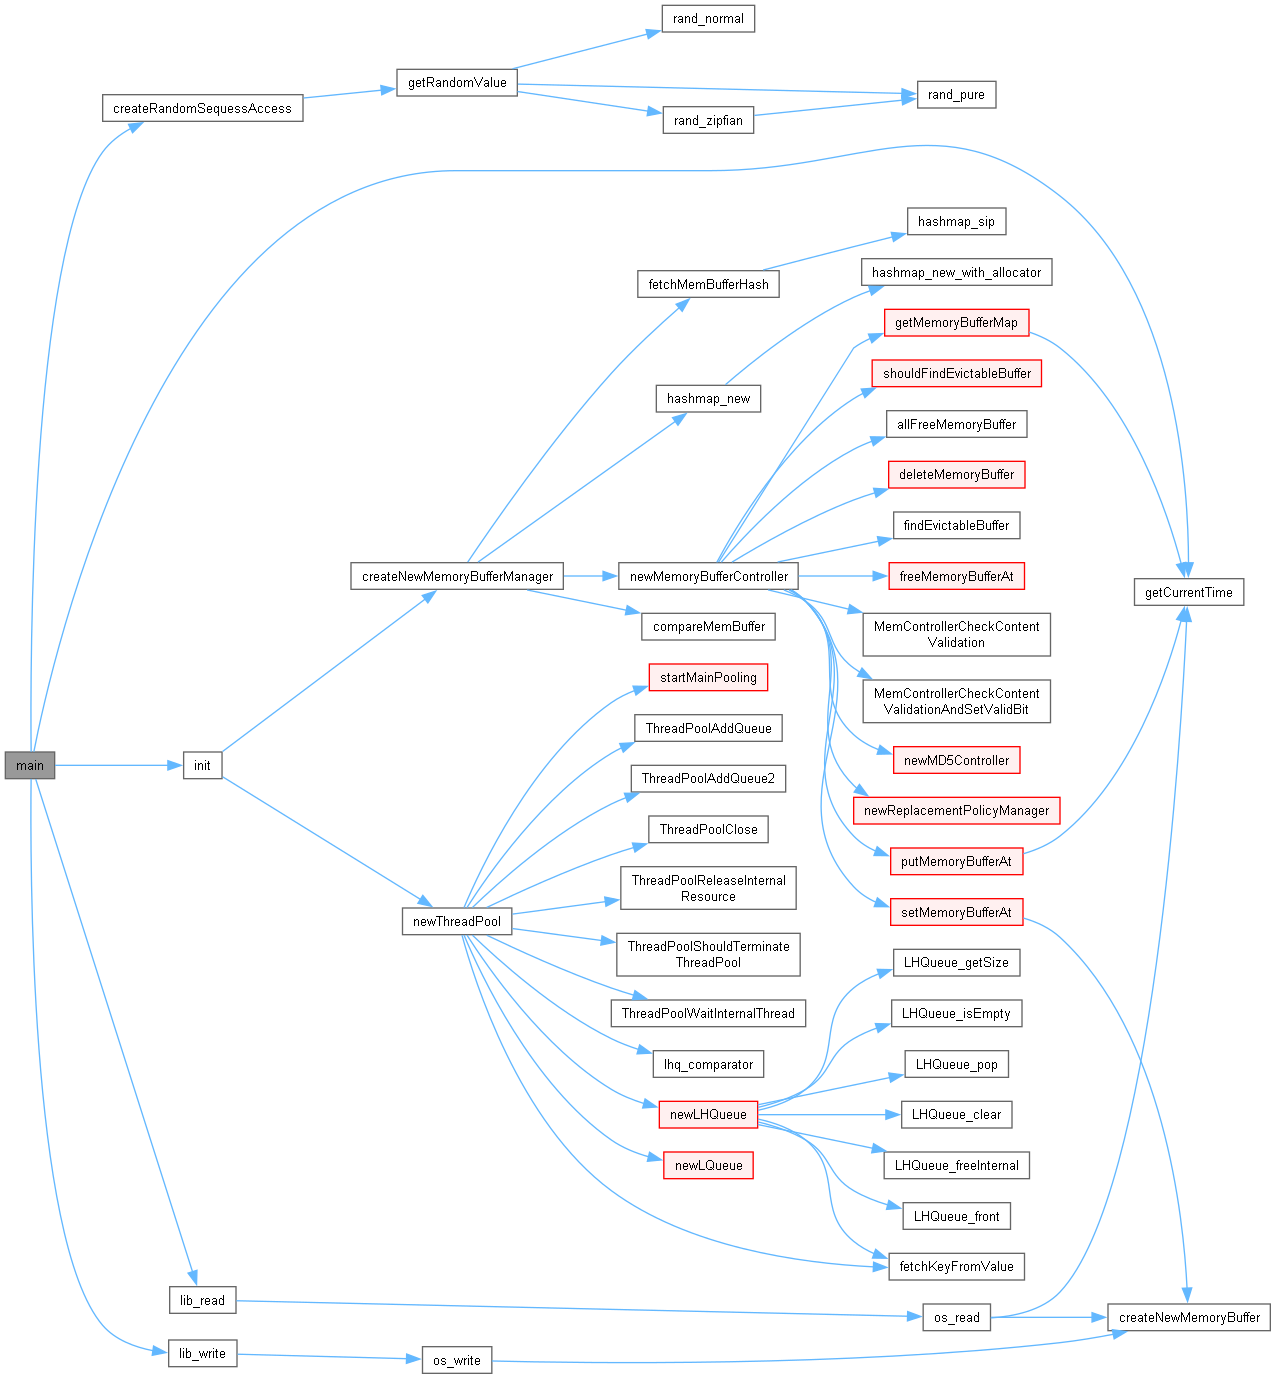 rand_normal
getRandomValue
rand_pure
createRandomSequessAccess
rand_zipfian
hashmap_sip
hashmap_new_with_allocator
fetchMemBufferHash
getMemoryBufferMap
shouldFindEvictableBuffer
hashmap_new
allFreeMemoryBuffer
deleteMemoryBuffer
findEvictableBuffer
createNewMemoryBufferManager
newMemoryBufferController
freeMemoryBufferAt
getCurrentTime
compareMemBuffer
MemControllerCheckContent
Validation
startMainPooling
MemControllerCheckContent
ValidationAndSetValidBit
ThreadPoolAddQueue
newMD5Controller
main
init
ThreadPoolAddQueue2
newReplacementPolicyManager
ThreadPoolClose
putMemoryBufferAt
ThreadPoolReleaseInternal
Resource
newThreadPool
setMemoryBufferAt
ThreadPoolShouldTerminate
ThreadPool
LHQueue_getSize
ThreadPoolWaitInternalThread
LHQueue_isEmpty
lhq_comparator
LHQueue_pop
newLHQueue
LHQueue_clear
newLQueue
LHQueue_freeInternal
LHQueue_front
fetchKeyFromValue
lib_read
os_read
createNewMemoryBuffer
lib_write
os_write